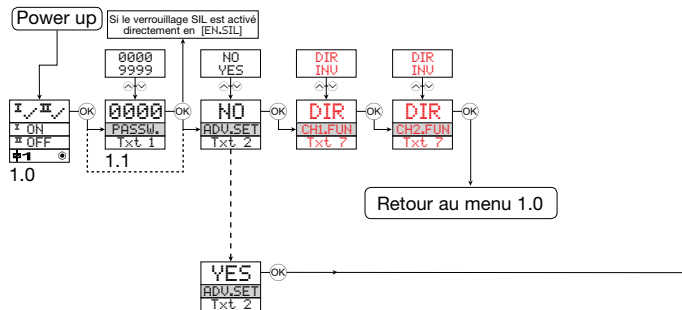 Power up
Si le verrouillage SIL est activé
directement en [EN.SIL]
0000
9999
NO
YES
DIR
INV
DIR
INV
I ON
II OFF
1.0
OK
0000
PASSW.
Txt 1
1.1
OK
NO
ADV.SET
Txt 2
OK
DIR
CH1.FUN
Txt 7
OK
DIR
CH2.FUN
Txt 7
OK
Retour au menu 1.0
YES
ADV.SET
Txt 2
OK